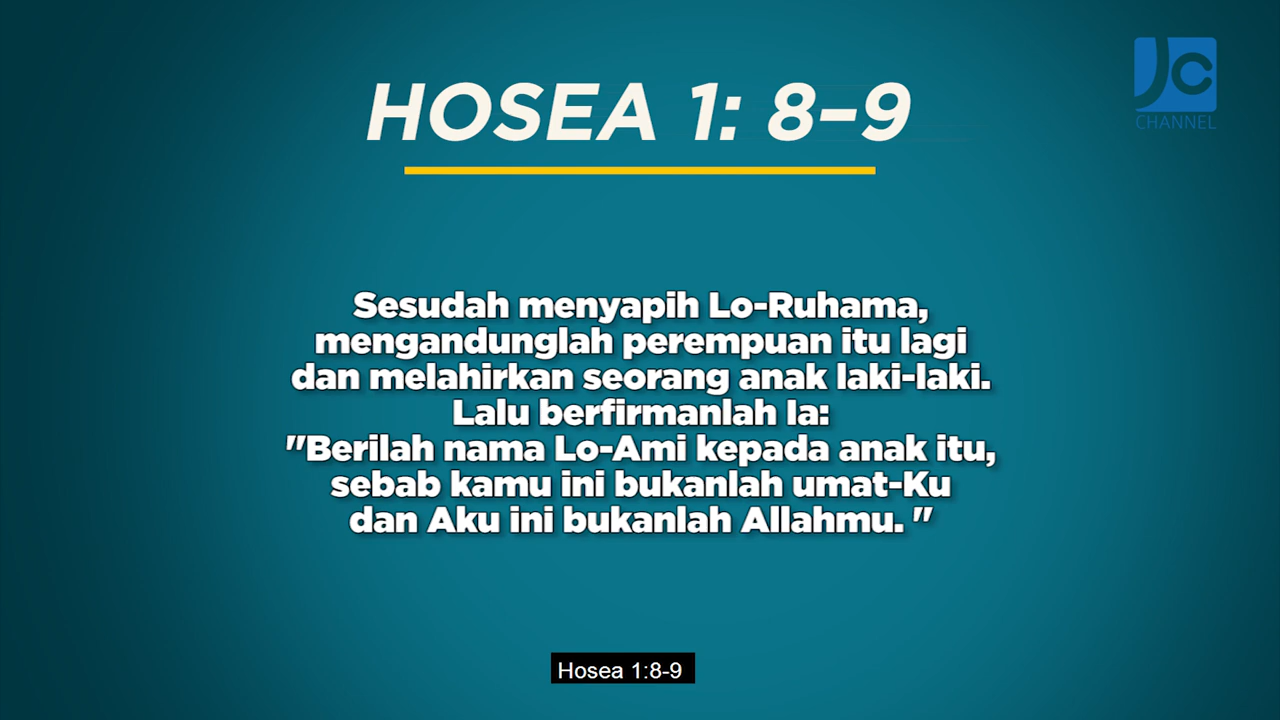 JC
CHANNEL
HOSEA 1: 8–9
Sesudah menyapih Lo-Ruhama,
mengandunglah perempuan itu lagi
dan melahirkan seorang anak laki-laki.
Lalu berfirmanlah Ia:
"Berilah nama Lo-Ami kepada anak itu,
sebab kamu ini bukanlah umat-Ku
dan Aku ini bukanlah Allahmu. "
Hosea 1:8-9